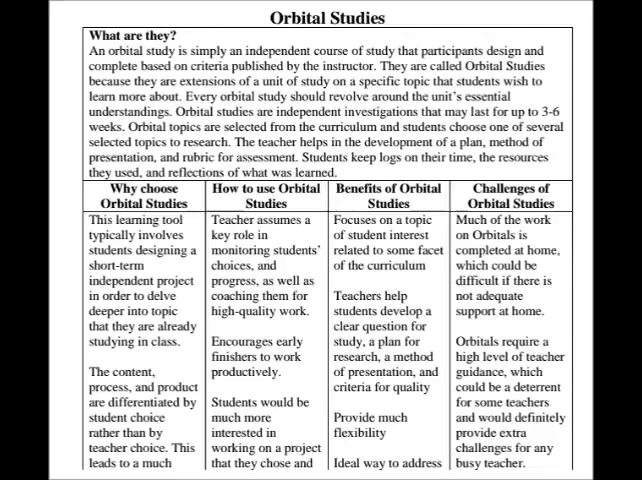 Orbital Studies
What are they?
An orbital study is simply an independent course of study that participants design and
complete based on criteria published by the instructor. They are called Orbital Studies
because they are extensions of a unit of study on a specific topic that students wish to
learn more about. Every orbital study should revolve around the unit's essential
understandings. Orbital studies are independent investigations that may last for up to 3-6
weeks. Orbital topics are selected from the curriculum and students choose one of several
selected topics to research. The teacher helps in the development of a plan, method of
presentation, and rubric for assessment. Students keep logs on their time, the resources
they used, and reflections of what was learned.
Why choose
Orbital Studies
This learning tool
typically involves
students designing a
short-term
independent project
in order to delve
deeper into topic
that they are already
studying in class.
The content,
process, and product
are differentiated by
student choice
rather than by
teacher choice. This
leads to a much
How to use Orbital
Studies
Teacher assumes a
key role in
monitoring students'
choices, and
progress, as well as
coaching them for
high-quality work.
Encourages early
finishers to work
productively.
Students would be
much more
interested in
working on a project
that they chose and
Benefits of Orbital
Studies
Focuses on a topic
of student interest
related to some facet
of the curriculum
Teachers help
students develop a
clear question for
study, a plan for
research, a method
of presentation, and
criteria for quality
Provide much
flexibility
Ideal way to address
Challenges of
Orbital Studies
Much of the work
on Orbitals is
completed at home,
which could be
difficult if there is
not adequate
support at home.
Orbitals require a
high level of teacher
guidance, which
could be a deterrent
for some teachers
and would definitely
provide extra
challenges for any
busy teacher.